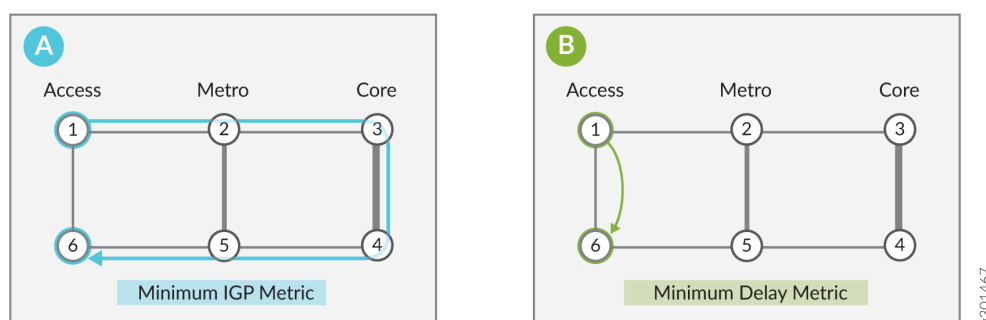 A
Access Metro Core
1 2 3
6 5 4
Minimum IGP Metric
B
Access Metro Core
1 2 3
6 5 4
Minimum Delay Metric